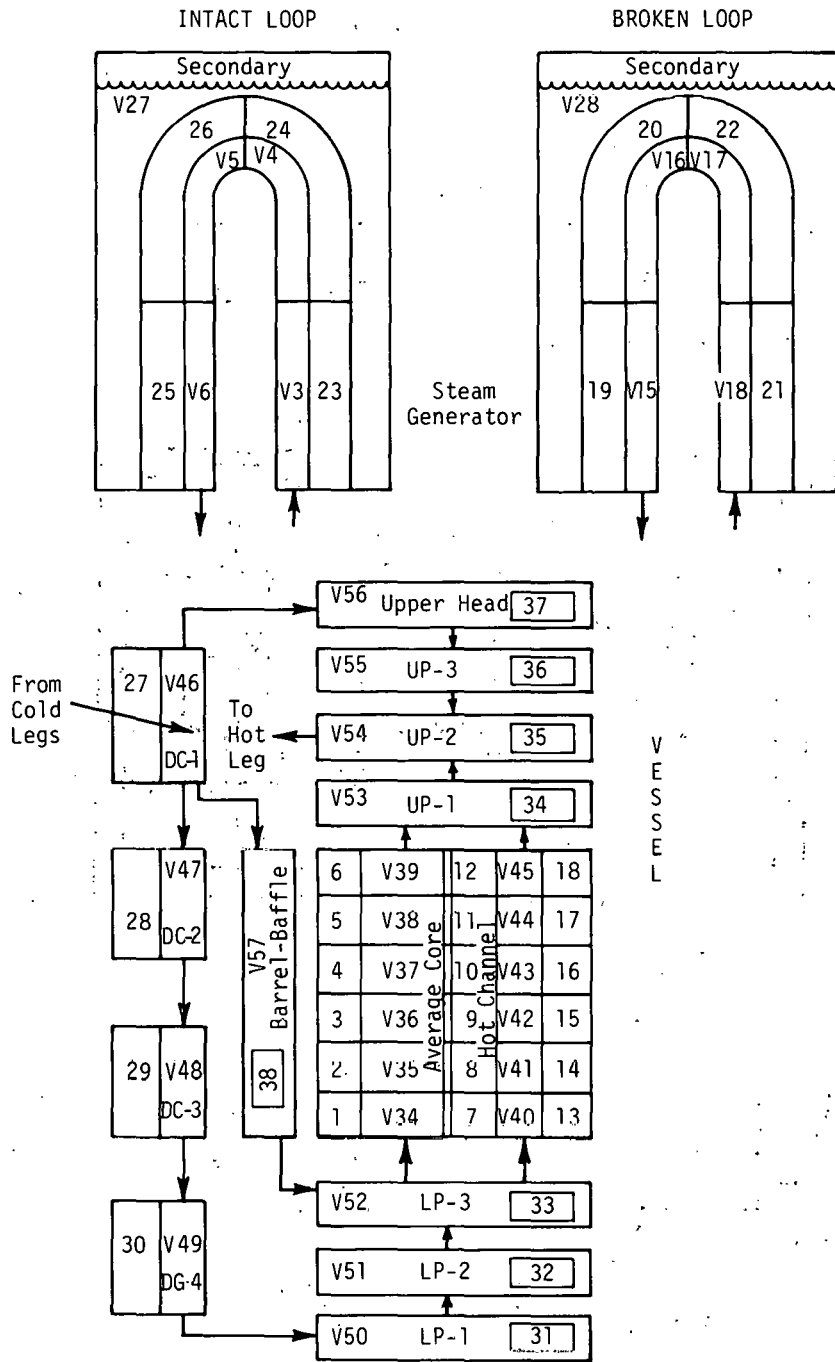 INTACT LOOP
BROKEN LOOP
Secondary
Secondary
V27
V28
26
24
20
22
V5
V4
V16
V17
25
V6
V3
23
Steam
Generator
19
V15
V18
21
V56
Upper Head
37
27
V46
DC-1
V55
UP-3
36
From
Cold
Legs
To
Hot
Leg
V54
UP-2
35
V53
UP-1
34
VESSEL
V47
28
DC-2
V57
Barrel-Baffle
38
6
V39
12
V45
18
5
V38
11
V44
17
4
V37
10
V43
16
3
V36
9
V42
15
2
V35
8
V41
14
1
V34
7
V40
13
Average Core
Hot Channel
29
V48
DC-3
V52
LP-3
33
30
V49
DG-4
V51
LP-2
32
V50
LP-1
31